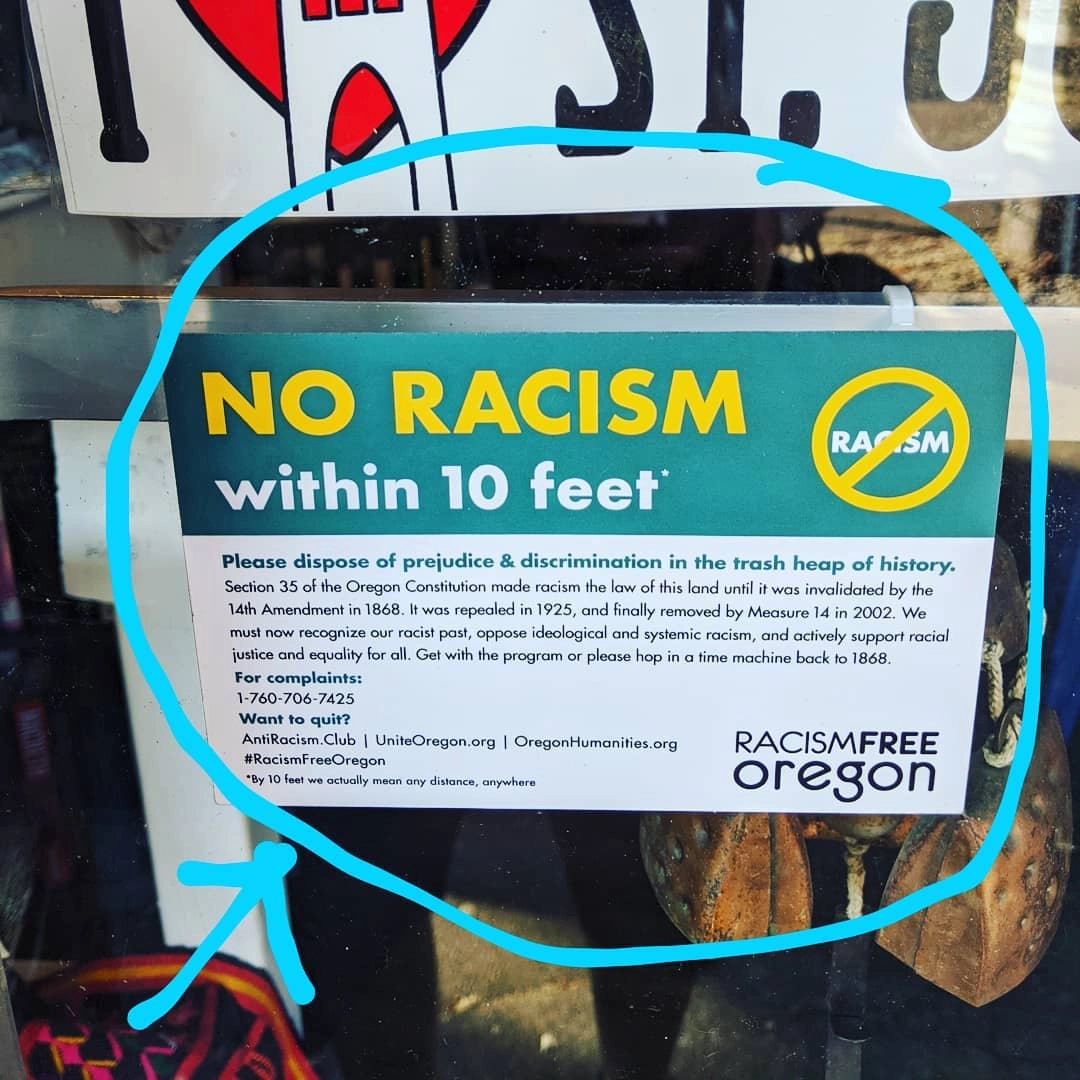 I ST. JO
NO RACISM
within 10 feet*
RACISM
Please dispose of prejudice & discrimination in the trash heap of history.
Section 35 of the Oregon Constitution made racism the law of this land until it was invalidated by the
14th Amendment in 1868. It was repealed in 1925, and finally removed by Measure 14 in 2002. We
must now recognize our racist past, oppose ideological and systemic racism, and actively support racial
justice and equality for all. Get with the program or please hop in a time machine back to 1868.
For complaints:
1-760-706-7425
Want to quit?
AntiRacism.Club | UniteOregon.org | OregonHumanities.org
#RacismFreeOregon
*By 10 feet we actually mean any distance, anywhere
RACISMFREE
oregon